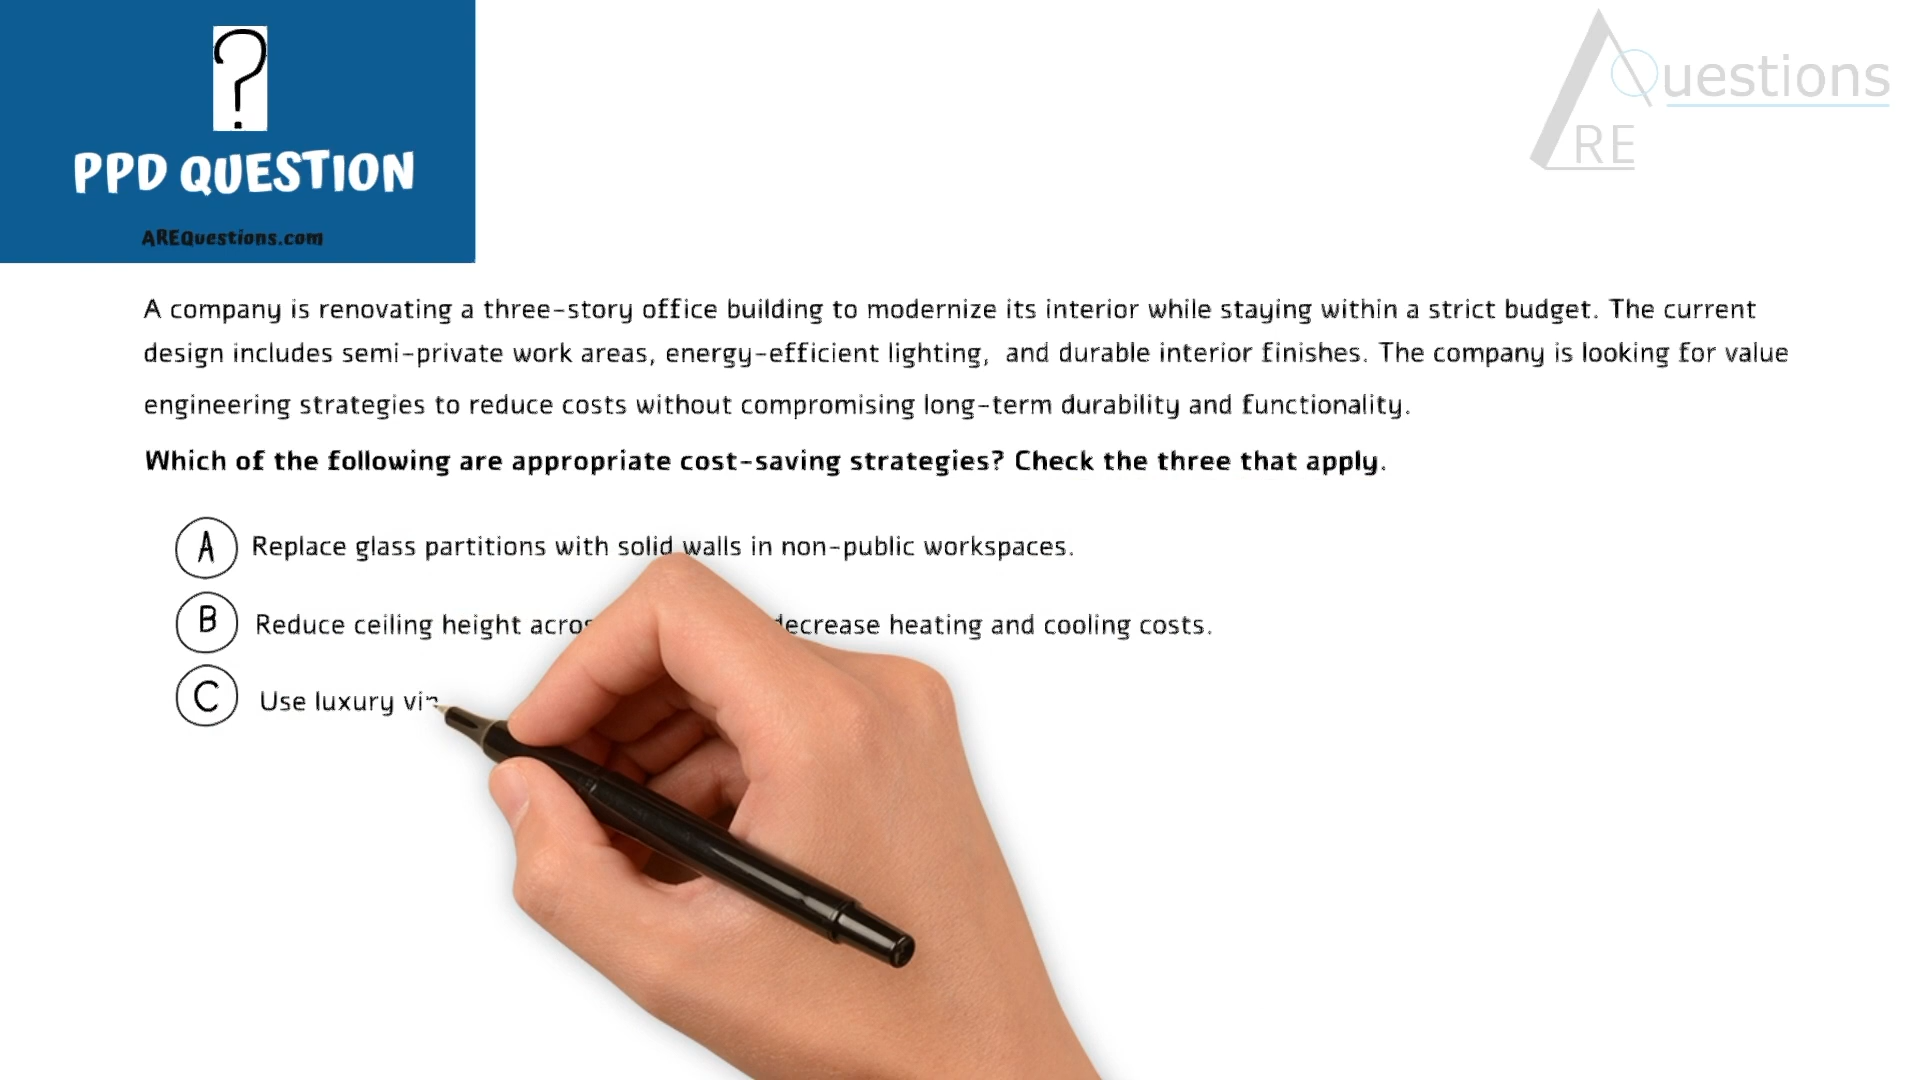 ?
PPD QUESTION
AREQuestions.com
Questions
ARE
A company is renovating a three-story office building to modernize its interior while staying within a strict budget. The current
design includes semi-private work areas, energy-efficient lighting, and durable interior finishes. The company is looking for value
engineering strategies to reduce costs without compromising long-term durability and functionality.
Which of the following are appropriate cost-saving strategies? Check the three that apply.
A Replace glass partitions with solid walls in non-public workspaces.
B Reduce ceiling height decrease heating and cooling costs.
C Use luxury